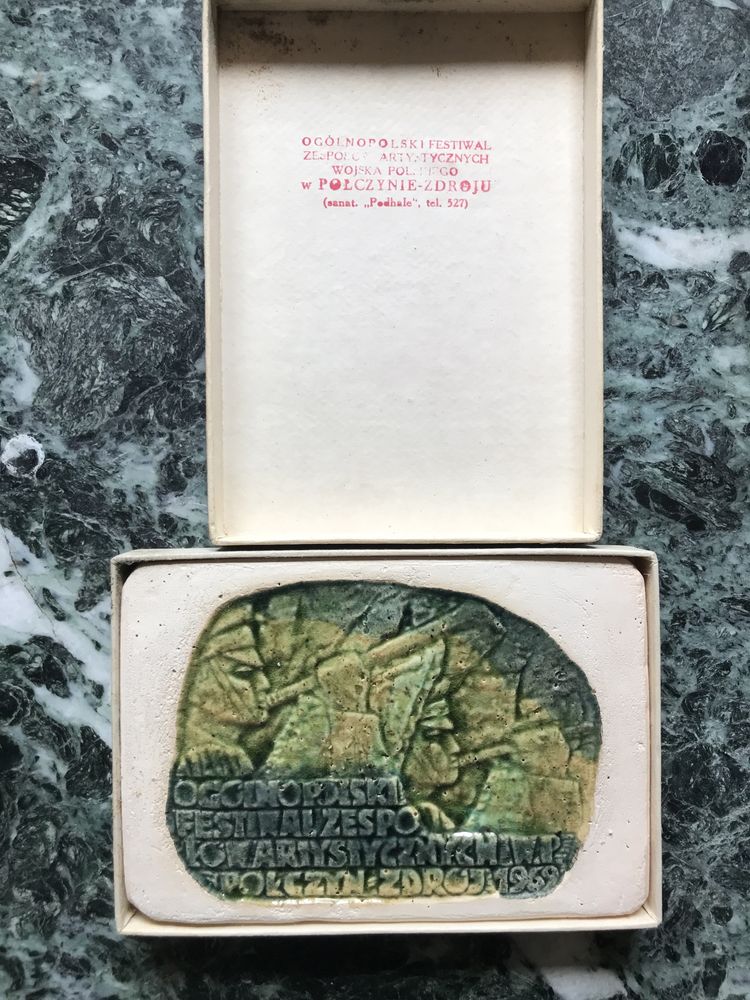 OGÓLNOPOLSKI FESTIWAL
ZESPOŁÓW ARTYSTYCZNYCH
WOJSKA POLSKIEGO
w POŁCZYNIE-ZDROJU
(sanat. „Podhale", tel. 527)
OGÓLNOPOLSKI
FESTIWAL ZESPO
ŁÓW ARTYSTYCZNYCH W.P.
POŁCZYN-ZDRÓJ 1969